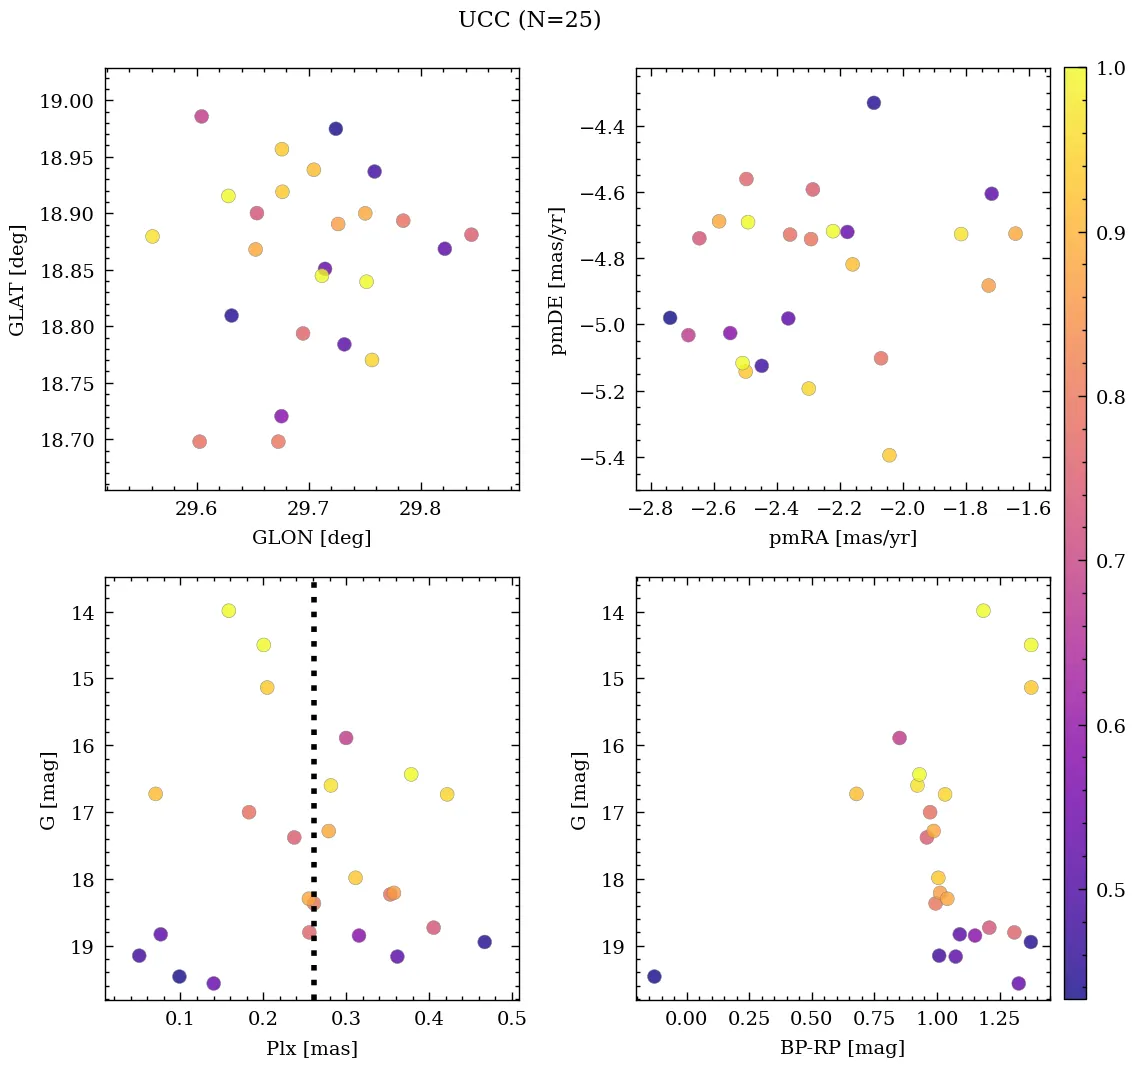 UCC (N=25)
19.00
18.95
18.90
18.85
18.80
18.75
18.70
GLAT [deg]
29.6 29.7 29.8
GLON [deg]
−4.4
−4.6
−4.8
−5.0
−5.2
−5.4
pmDE [mas/yr]
−2.8 −2.6 −2.4 −2.2 −2.0 −1.8 −1.6
pmRA [mas/yr]
14
15
16
17
18
19
G [mag]
0.1 0.2 0.3 0.4 0.5
Plx [mas]
14
15
16
17
18
19
G [mag]
0.00 0.25 0.50 0.75 1.00 1.25
BP-RP [mag]
1.0
0.9
0.8
0.7
0.6
0.5